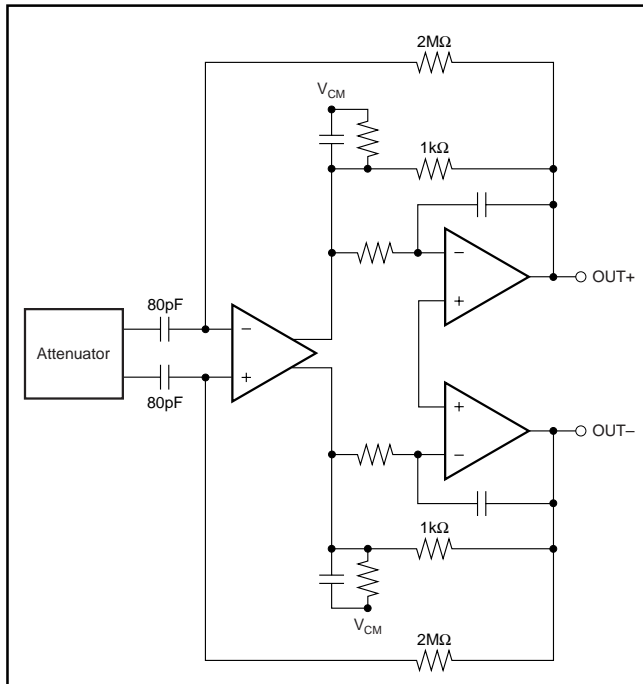 2MΩ
V_CM
1kΩ
−
+
OUT+
80pF
−
Attenuator
+
80pF
+
−
OUT–
1kΩ
V_CM
2MΩ